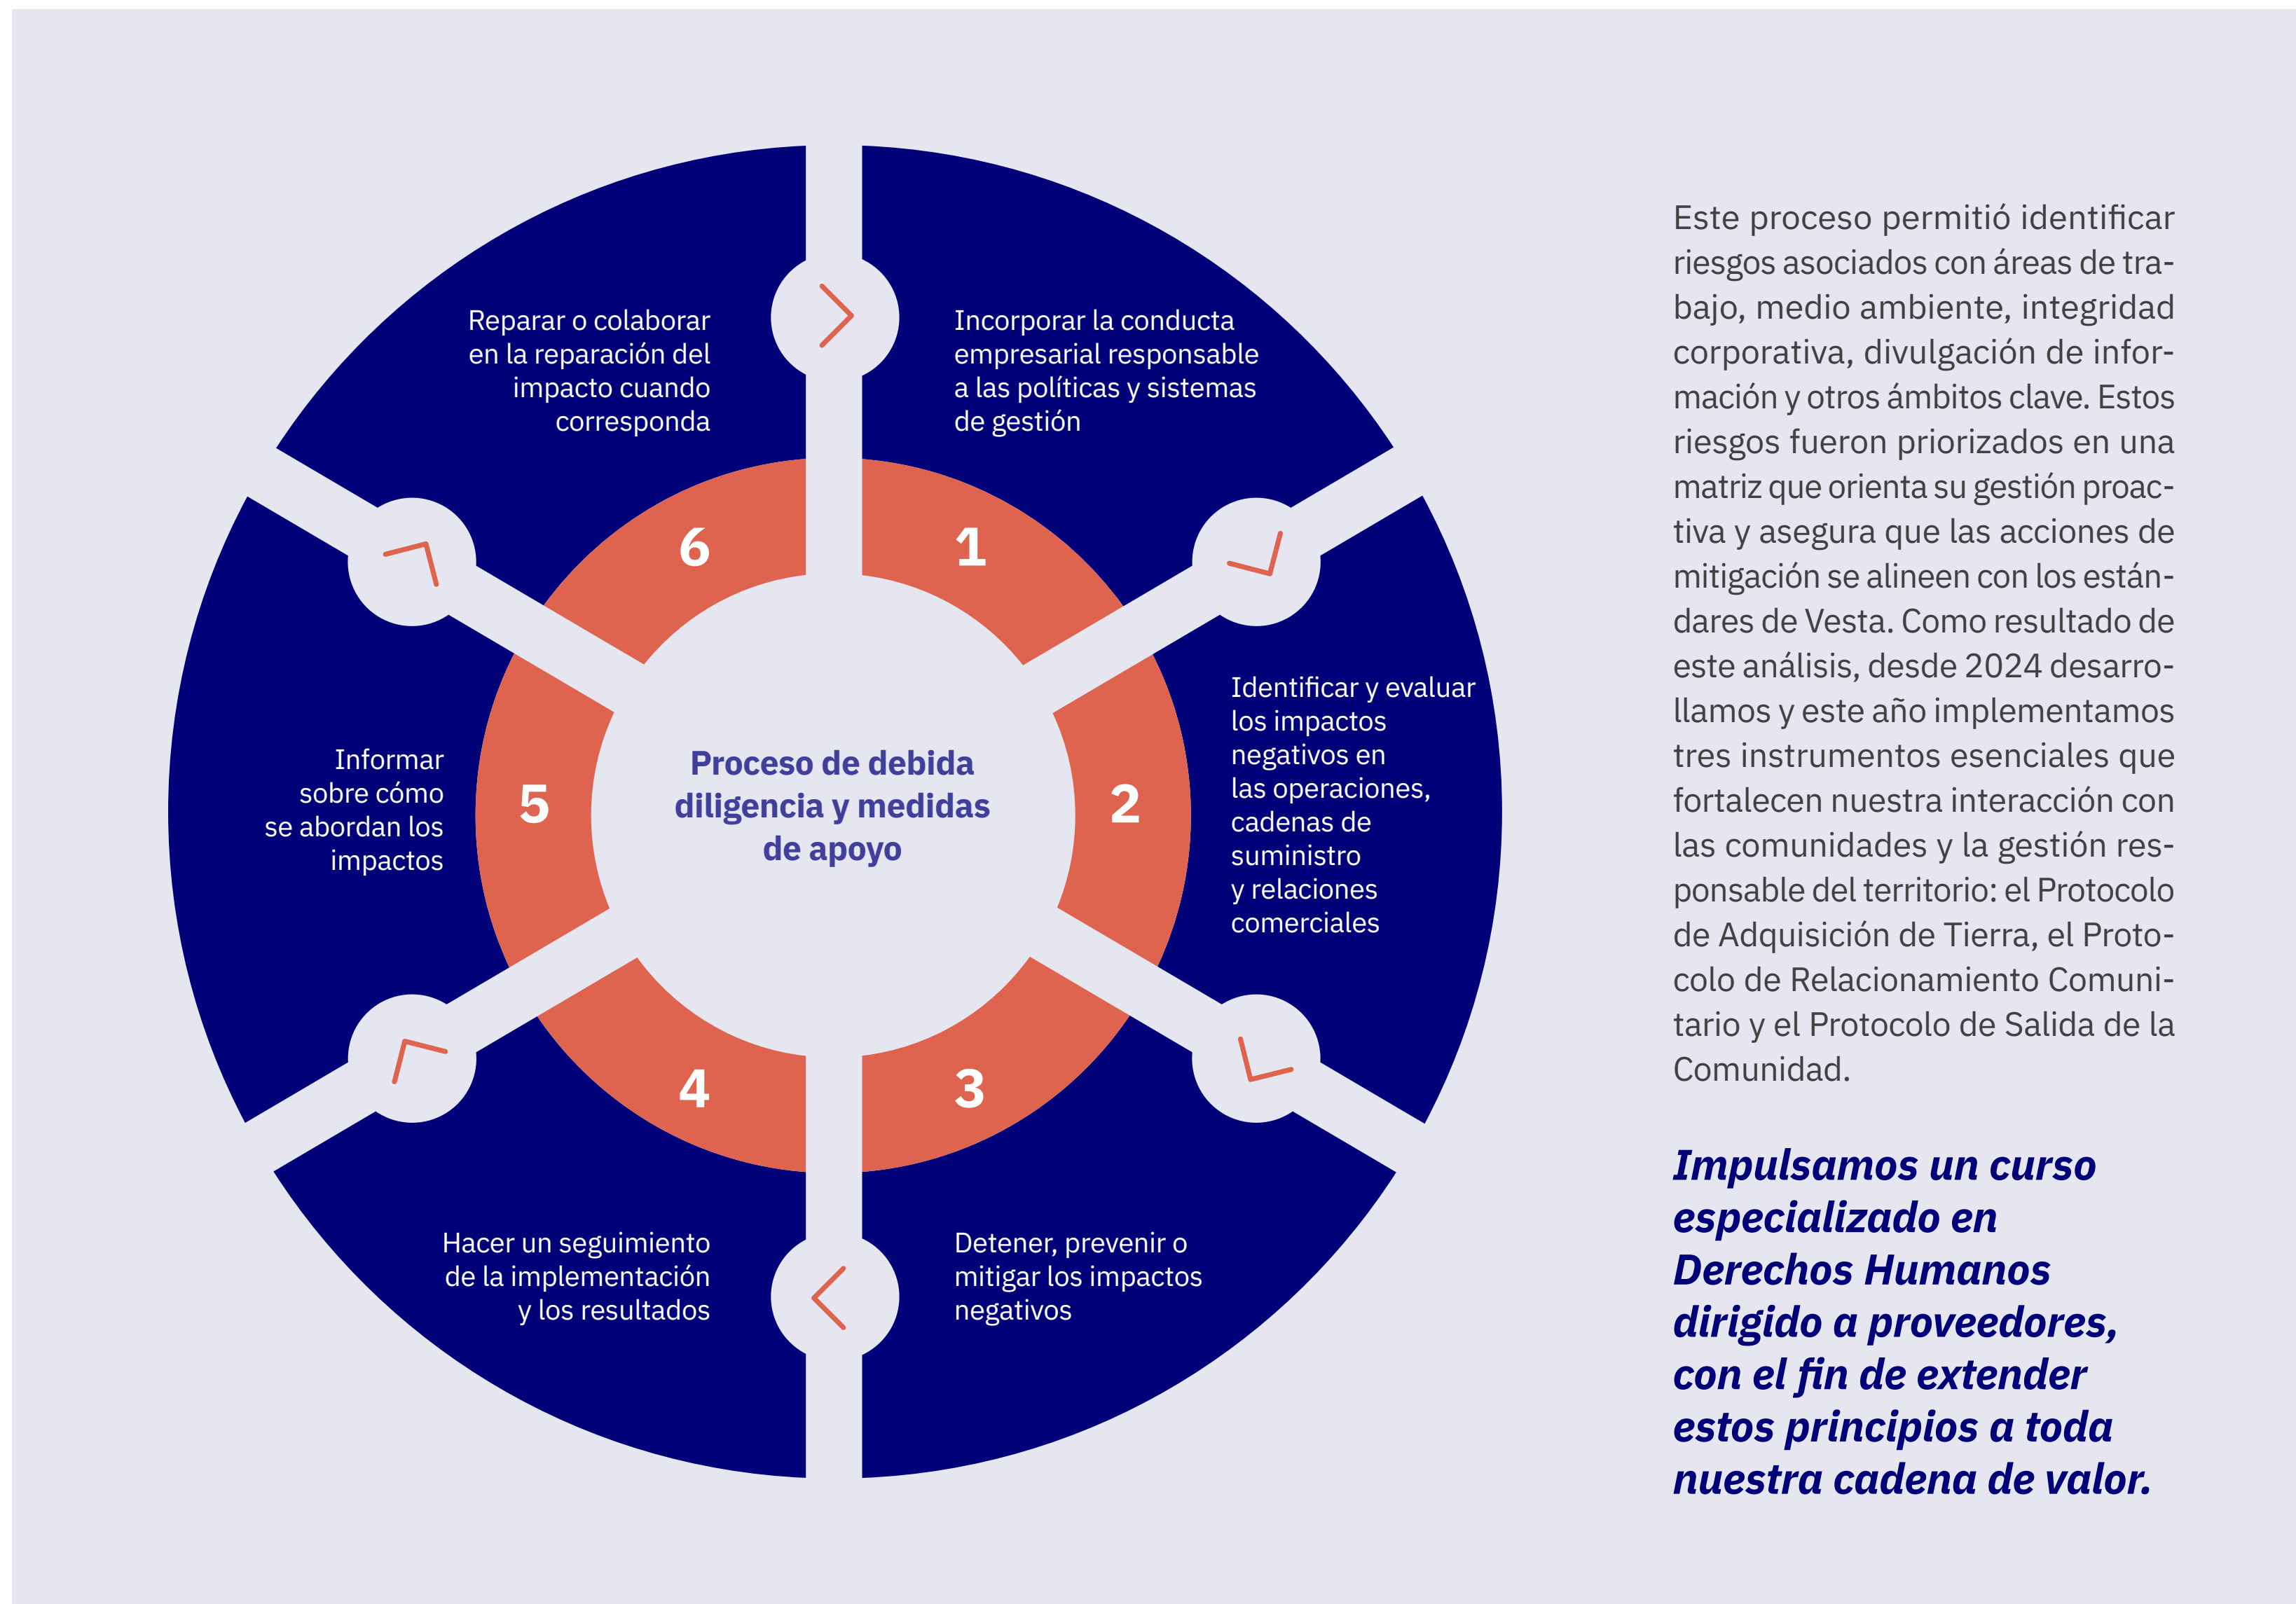 Proceso de debida
diligencia y medidas
de apoyo
1
Incorporar la conducta
empresarial responsable
a las políticas y sistemas
de gestión
2
Identificar y evaluar
los impactos
negativos en
las operaciones,
cadenas de
suministro
y relaciones
comerciales
3
Detener, prevenir o
mitigar los impactos
negativos
4
Hacer un seguimiento
de la implementación
y los resultados
5
Informar
sobre cómo
se abordan los
impactos
6
Reparar o colaborar
en la reparación del
impacto cuando
corresponda
Este proceso permitió identificar
riesgos asociados con áreas de tra-
bajo, medio ambiente, integridad
corporativa, divulgación de infor-
mación y otros ámbitos clave. Estos
riesgos fueron priorizados en una
matriz que orienta su gestión proac-
tiva y asegura que las acciones de
mitigación se alineen con los están-
dares de Vesta. Como resultado de
este análisis, desde 2024 desarro-
llamos y este año implementamos
tres instrumentos esenciales que
fortalecen nuestra interacción con
las comunidades y la gestión res-
ponsable del territorio: el Protocolo
de Adquisición de Tierra, el Proto-
colo de Relacionamiento Comuni-
tario y el Protocolo de Salida de la
Comunidad.
Impulsamos un curso
especializado en
Derechos Humanos
dirigido a proveedores,
con el fin de extender
estos principios a toda
nuestra cadena de valor.